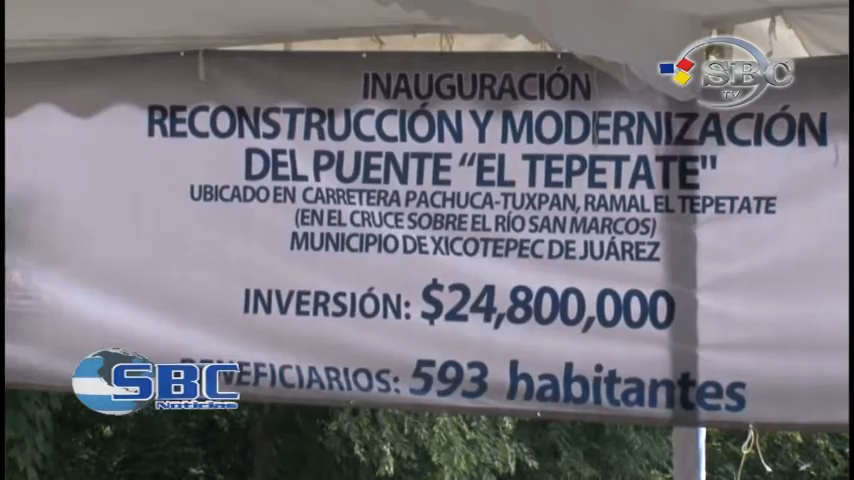 SBC
TV
INAUGURACIÓN
RECONSTRUCCIÓN Y MODERNIZACIÓN
DEL PUENTE “EL TEPETATE"
UBICADO EN CARRETERA PACHUCA-TUXPAN, RAMAL EL TEPETATE
(EN EL CRUCE SOBRE EL RÍO SAN MARCOS)
MUNICIPIO DE XICOTEPEC DE JUÁREZ
INVERSIÓN: $24,800,000
BENEFICIARIOS: 593 habitantes
SBC
Noticias